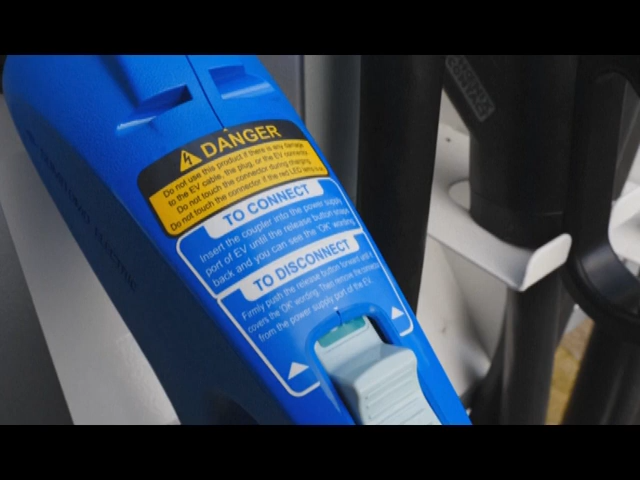 DANGER
Do not use this product if there is any damage
to the EV cable, the plug, or the EV connector.
Do not touch the connector during charging.
Do not touch the connector if the red LED lamp is
TO CONNECT
Insert the coupler into the power supply
port of EV until the release button snaps
back and you can see the 'OK' wording.
TO DISCONNECT
Firmly push the release button forward until it
covers the 'OK' wording. Then remove the connector
from the power supply port of the EV.
ELECTRIC